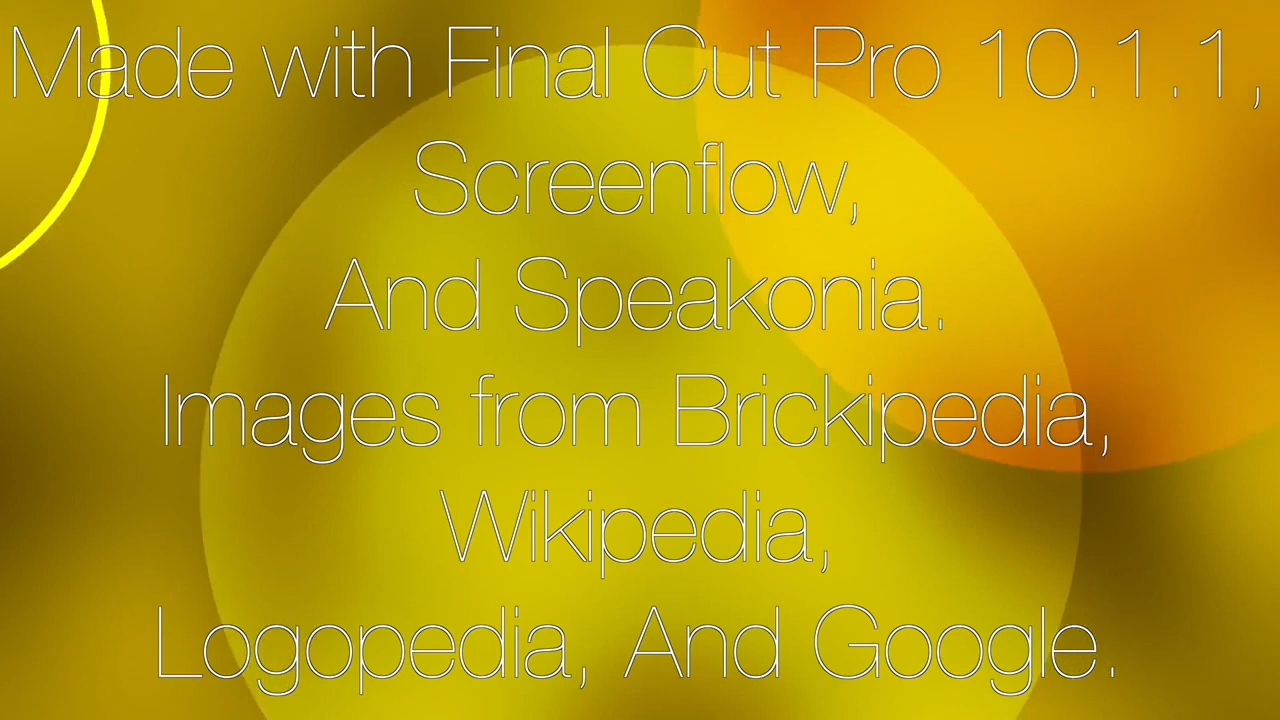 Made with Final Cut Pro 10.1.1,
Screenflow,
And Speakonia.
Images from Brickipedia,
Wikipedia,
Logopedia, And Google.